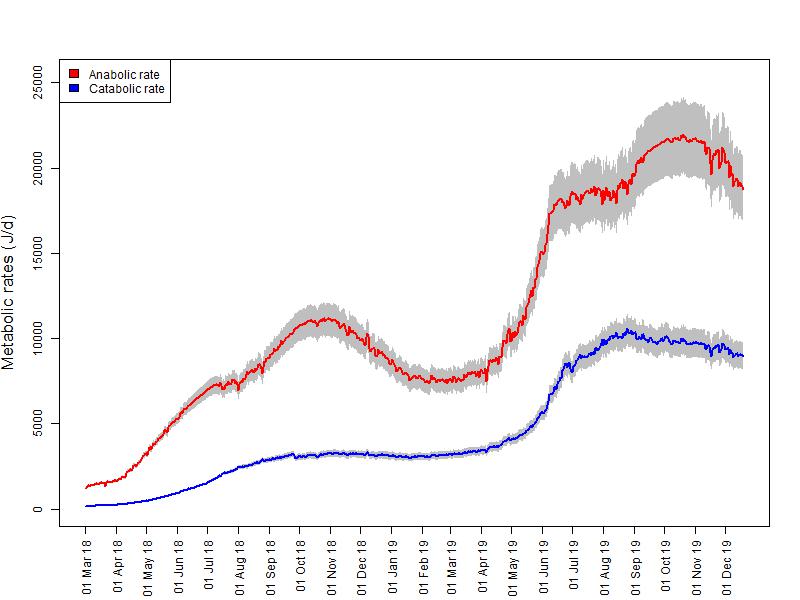 Anabolic rate
Catabolic rate
Metabolic rates (J/d)
25000
20000
15000
10000
5000
0
01 Mar 18
01 Apr 18
01 May 18
01 Jun 18
01 Jul 18
01 Aug 18
01 Sep 18
01 Oct 18
01 Nov 18
01 Dec 18
01 Jan 19
01 Feb 19
01 Mar 19
01 Apr 19
01 May 19
01 Jun 19
01 Jul 19
01 Aug 19
01 Sep 19
01 Oct 19
01 Nov 19
01 Dec 19